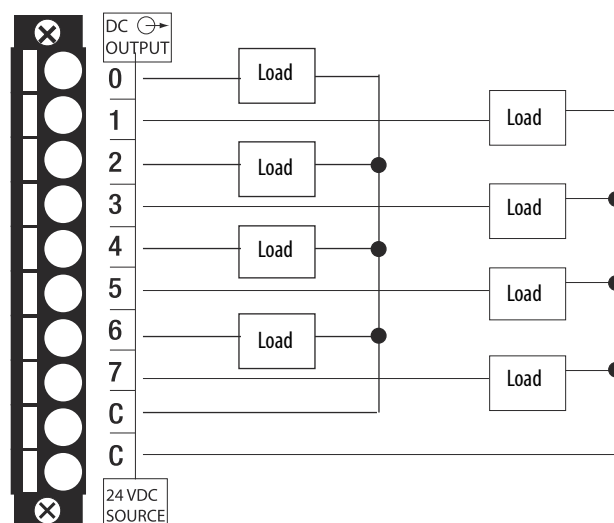 DC
OUTPUT
0 Load
1 Load
2 Load
3 Load
4 Load
5 Load
6 Load
7 Load
C
C
24 VDC
SOURCE